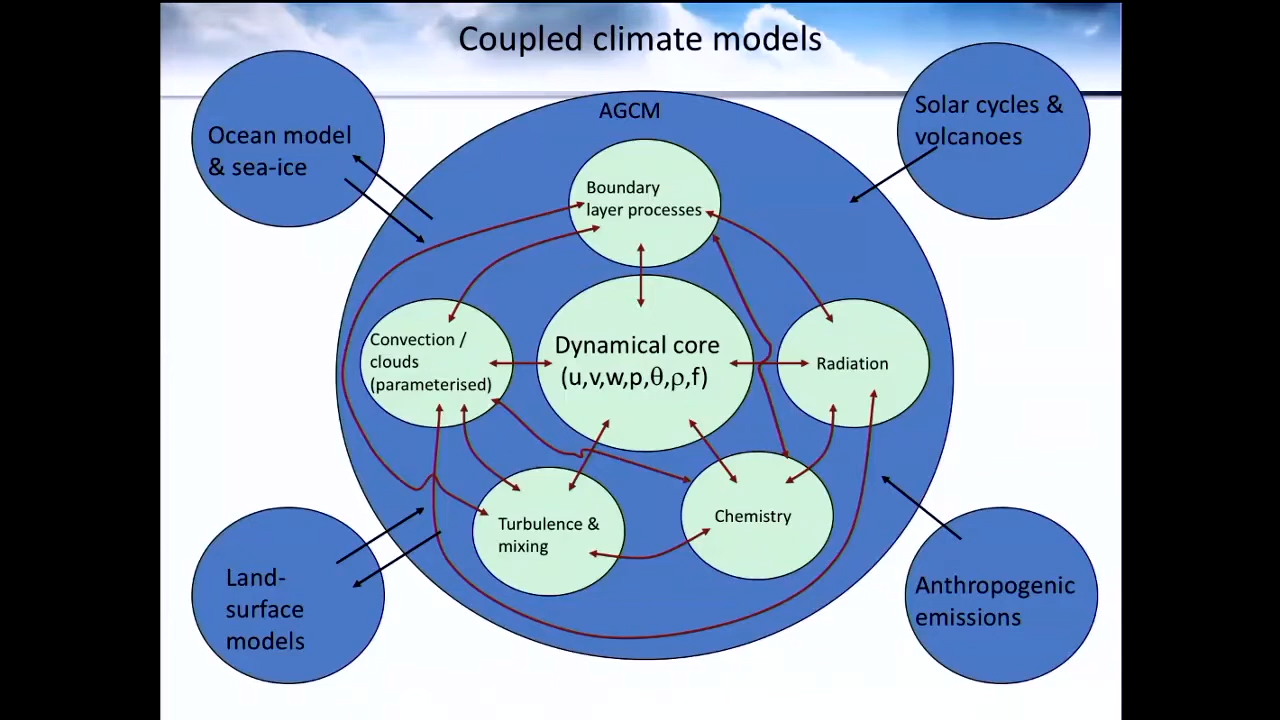 Coupled climate models
AGCM
Ocean model
& sea-ice
Solar cycles &
volcanoes
Boundary
layer processes
Convection /
clouds
(parameterised)
Dynamical core
(u,v,w,p,θ,ρ,f)
Radiation
Turbulence &
mixing
Chemistry
Land-
surface
models
Anthropogenic
emissions